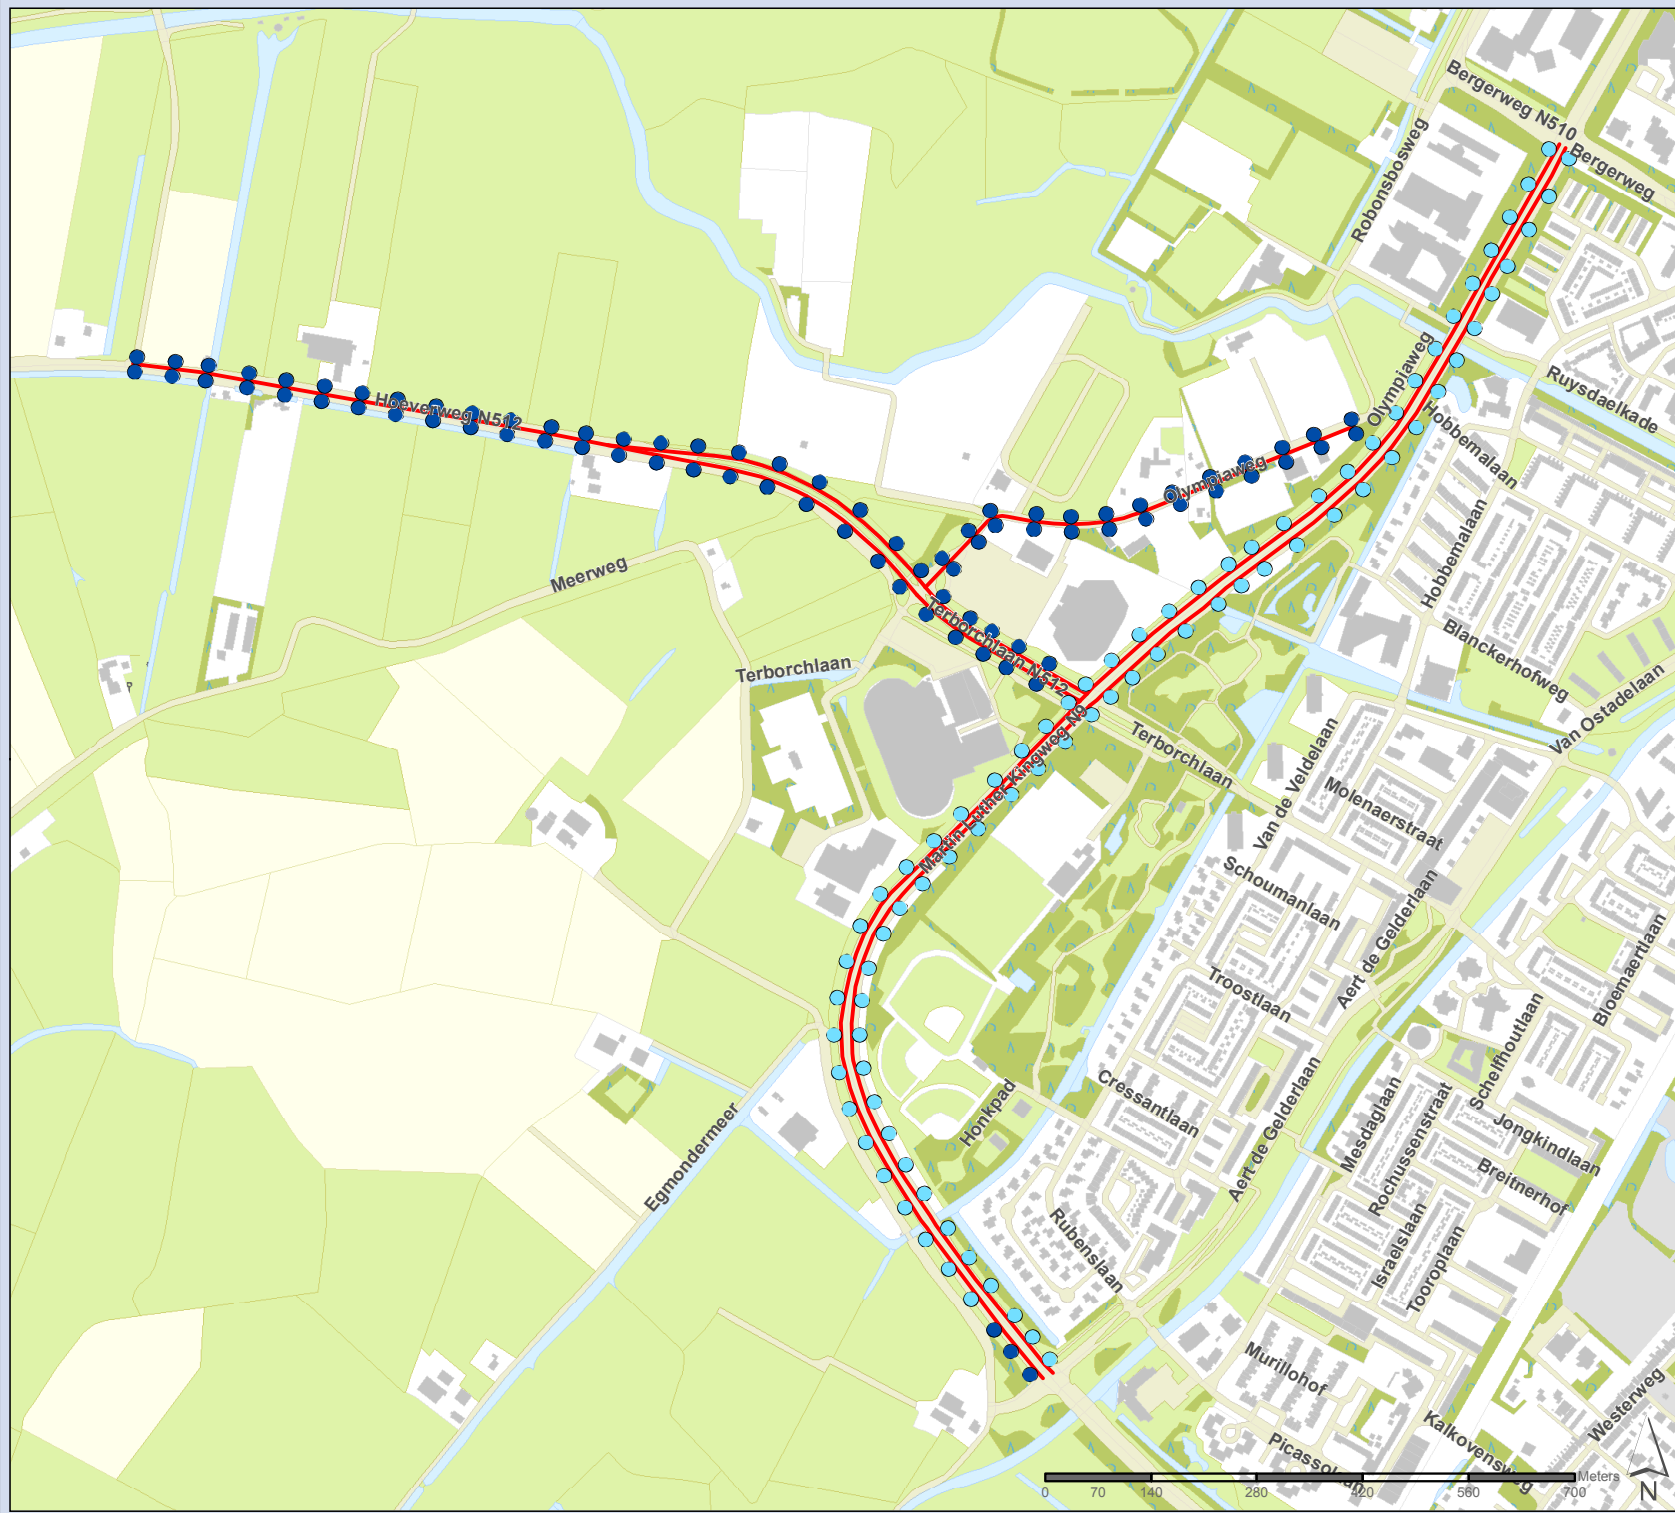 Bergerweg N510
Bergerweg
Robonsbosweg
Olympiaweg
Ruysdaelkade
Hobbemalaan
Hoeverweg N512
Olympiaweg
Hobbemalaan
Meerweg
Terborchlaan N512
Blanckerhofweg
Terborchlaan
Van Ostadelaan
Martin Luther Kingweg N9
Terborchlaan
Van de Veldelaan
Molenaerstraat
Schoumanlaan
Aert de Gelderlaan
Bloemaertlaan
Troostlaan
Schelfhoutlaan
Honkpad
Cressantlaan
Egmondermeer
Aert de Gelderlaan
Mesdaglaan
Rochussenstraat
Jongkindlaan
Breitnerhof
Rubenslaan
Israelslaan
Tooroplaan
Murillohof
Westerweg
Kalkovensweg
Picassolaan
Meters
0 70 140 280 420 560 700
N